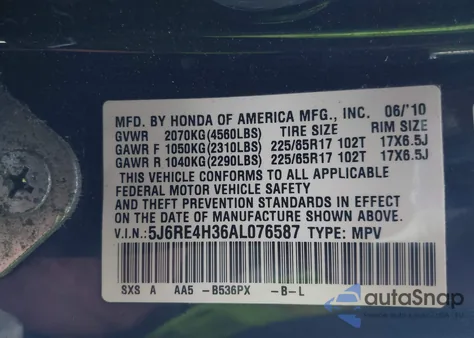 MFD. BY HONDA OF AMERICA MFG., INC. 06/'10
GVWR 2070KG(4560LBS) TIRE SIZE RIM SIZE
GAWR F 1050KG(2310LBS) 225/65R17 102T 17X6.5J
GAWR R 1040KG(2290LBS) 225/65R17 102T 17X6.5J
THIS VEHICLE CONFORMS TO ALL APPLICABLE
FEDERAL MOTOR VEHICLE SAFETY
AND THEFT PREVENTION STANDARDS IN EFFECT
ON THE DATE OF MANUFACTURE SHOWN ABOVE.
V.I.N.: 5J6RE4H36AL076587 TYPE: MPV
SXS A AA5 -B536PX -B-L
autoSnap